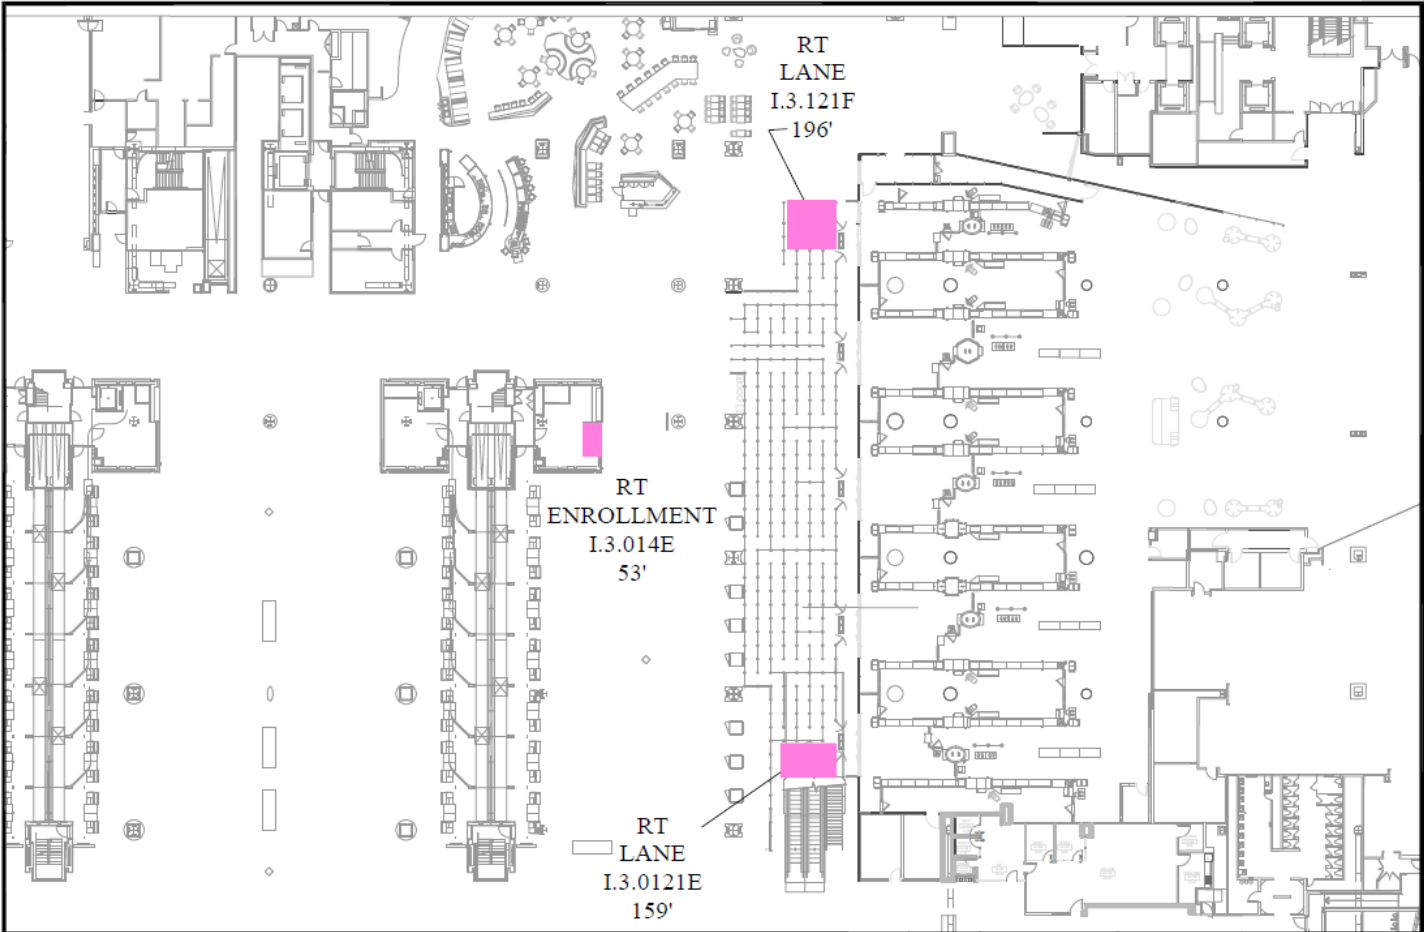 RT
LANE
I.3.121F
196'
RT
ENROLLMENT
I.3.014E
53'
RT
LANE
I.3.0121E
159'